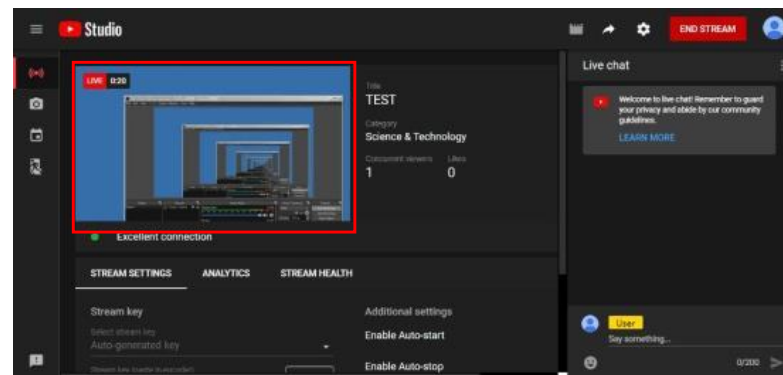 Studio
END STREAM
LIVE 0:20
Title
TEST
Category
Science & Technology
Concurrent viewers Likes
1 0
Excellent connection
STREAM SETTINGS ANALYTICS STREAM HEALTH
Stream key
Select stream key
Auto-generated key
Additional settings
Enable Auto-start
Enable Auto-stop
Live chat
Welcome to live chat! Remember to guard
your privacy and abide by our community
guidelines.
LEARN MORE
User
Say something...
0/200